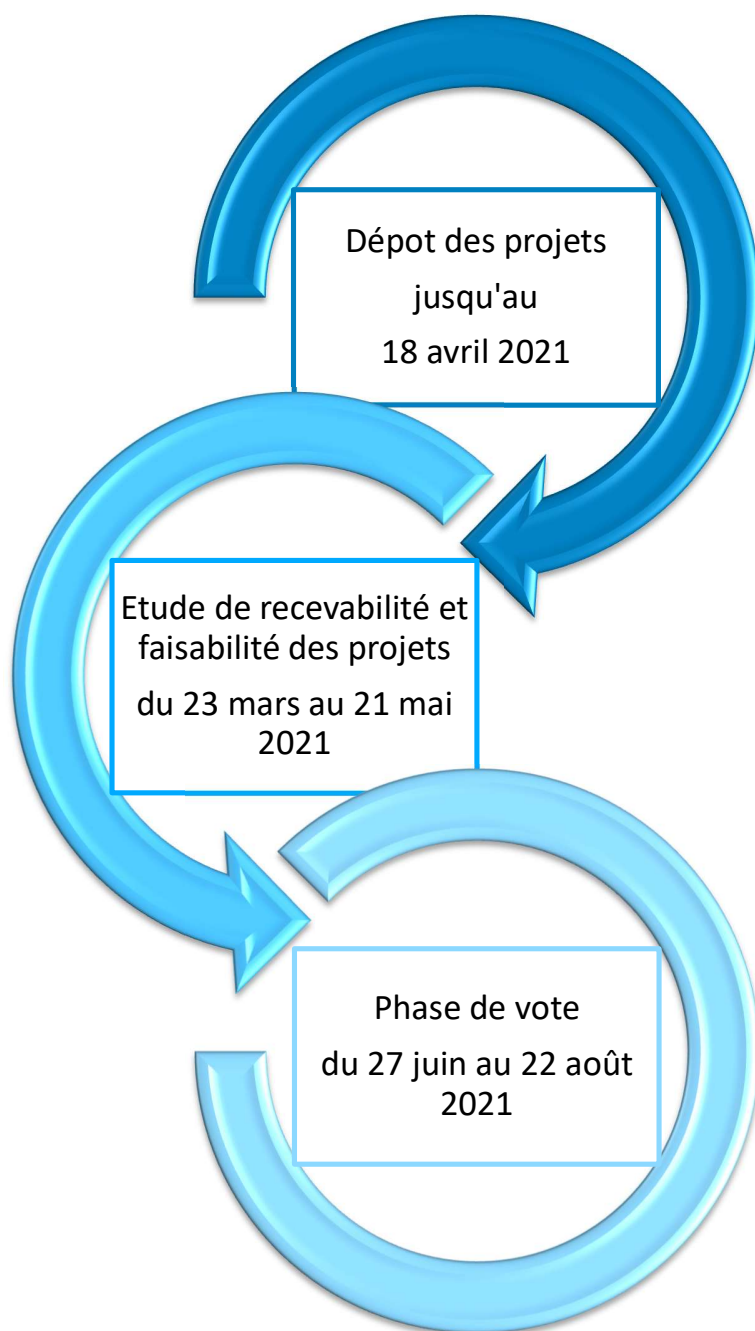 Dépot des projets
jusqu'au
18 avril 2021
Etude de recevabilité et
faisabilité des projets
du 23 mars au 21 mai
2021
Phase de vote
du 27 juin au 22 août
2021